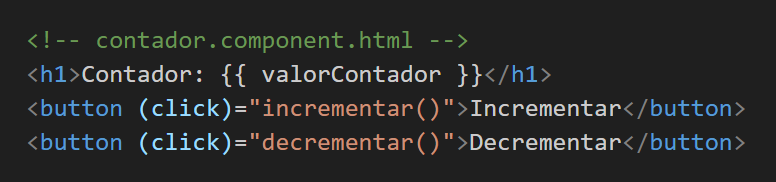 <!-- contador.component.html -->
<h1>Contador: {{ valorContador }}</h1>
<button (click)="incrementar()">Incrementar</button>
<button (click)="decrementar()">Decrementar</button>